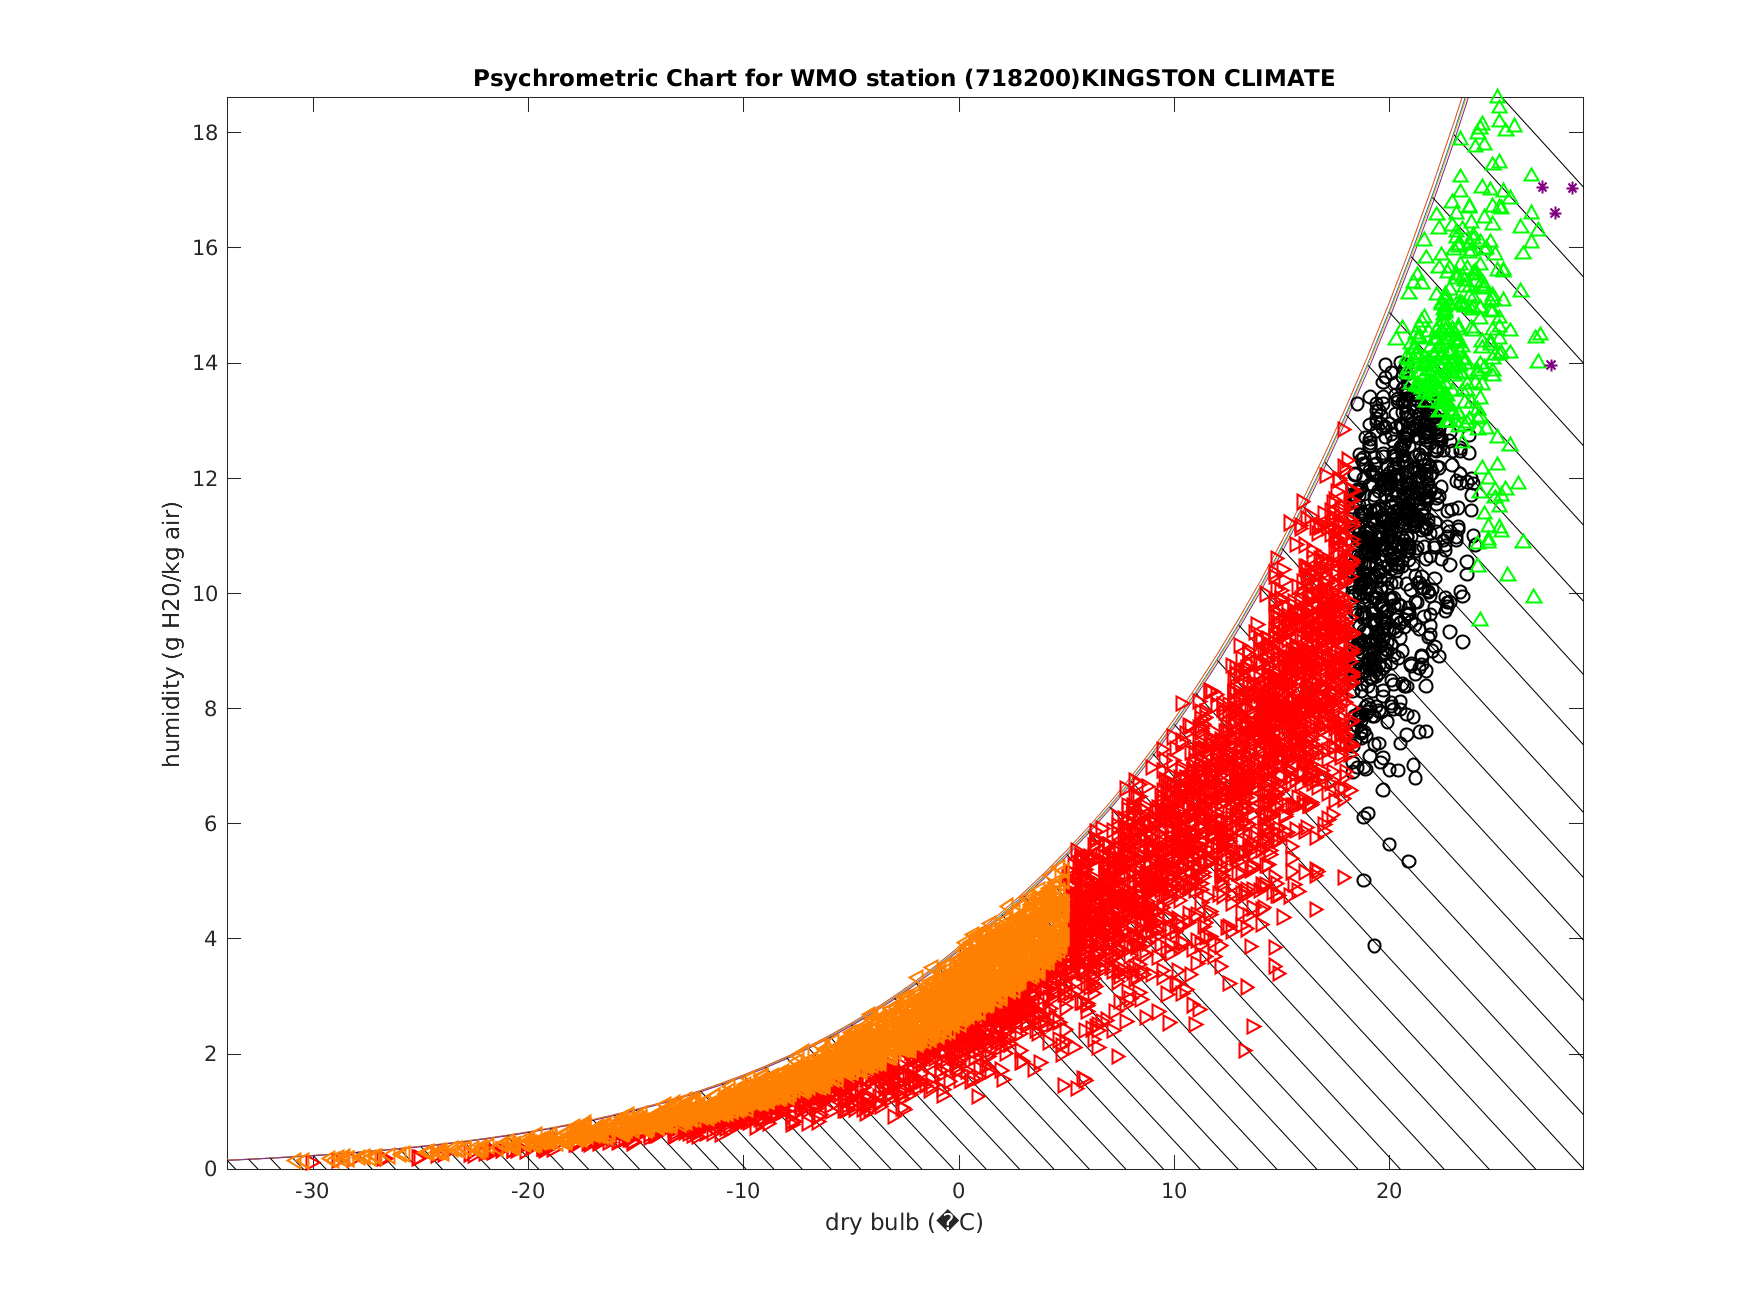 Psychrometric Chart for WMO station (718200)KINGSTON CLIMATE
18
16
14
12
10
8
6
4
2
0
humidity (g H20/kg air)
-30 -20 -10 0 10 20
dry bulb (�C)